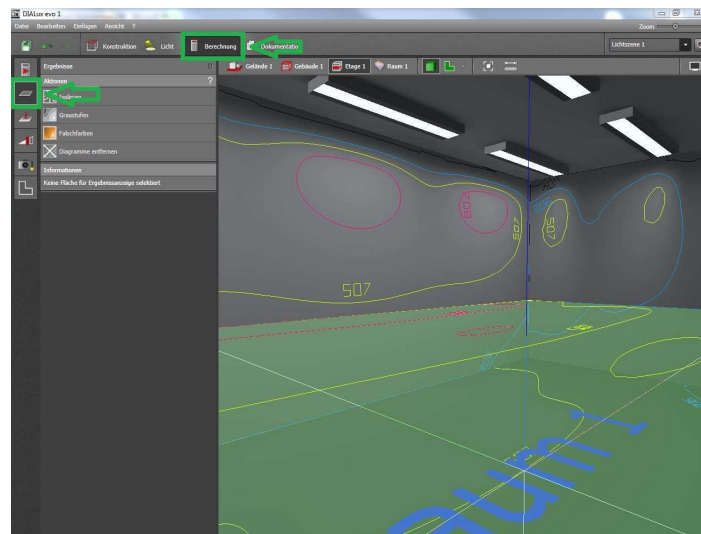 DIALux evo 1
Datei Bearbeiten Einfügen Ansicht ?
Zoom
Konstruktion Licht Berechnung Dokumentatio
Lichtszene 1
Ergebnisse
Gelände 1 Gebäude 1 Etage 1 Raum 1
Aktionen ?
Graustufen
Falschfarben
Diagramme entfernen
Informationen
Keine Fläche für Ergebnisanzeige selektiert
507
507
507